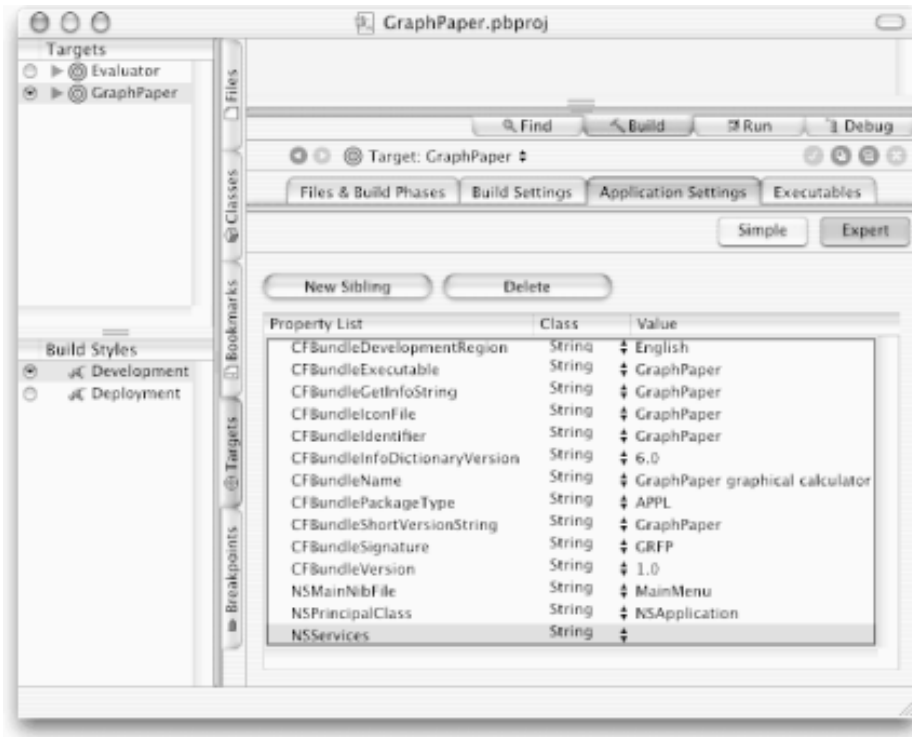 GraphPaper.pbproj
Targets
Evaluator
GraphPaper
Build Styles
Development
Deployment
Files
Classes
Bookmarks
Targets
Breakpoints
Find
Build
Run
Debug
Target: GraphPaper
Files & Build Phases
Build Settings
Application Settings
Executables
Simple
Expert
New Sibling
Delete
Property List Class Value
CFBundleDevelopmentRegion String English
CFBundleExecutable String GraphPaper
CFBundleGetInfoString String GraphPaper
CFBundleIconFile String GraphPaper
CFBundleIdentifier String GraphPaper
CFBundleInfoDictionaryVersion String 6.0
CFBundleName String GraphPaper graphical calculator
CFBundlePackageType String APPL
CFBundleShortVersionString String GraphPaper
CFBundleSignature String GRFP
CFBundleVersion String 1.0
NSMainNibFile String MainMenu
NSPrincipalClass String NSApplication
NSServices String